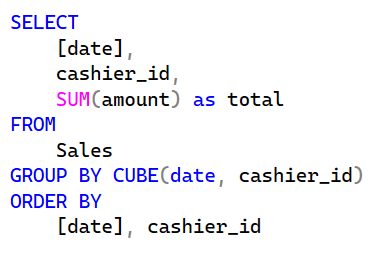 SELECT
    [date],
    cashier_id,
    SUM(amount) as total
FROM
    Sales
GROUP BY CUBE(date, cashier_id)
ORDER BY
    [date], cashier_id